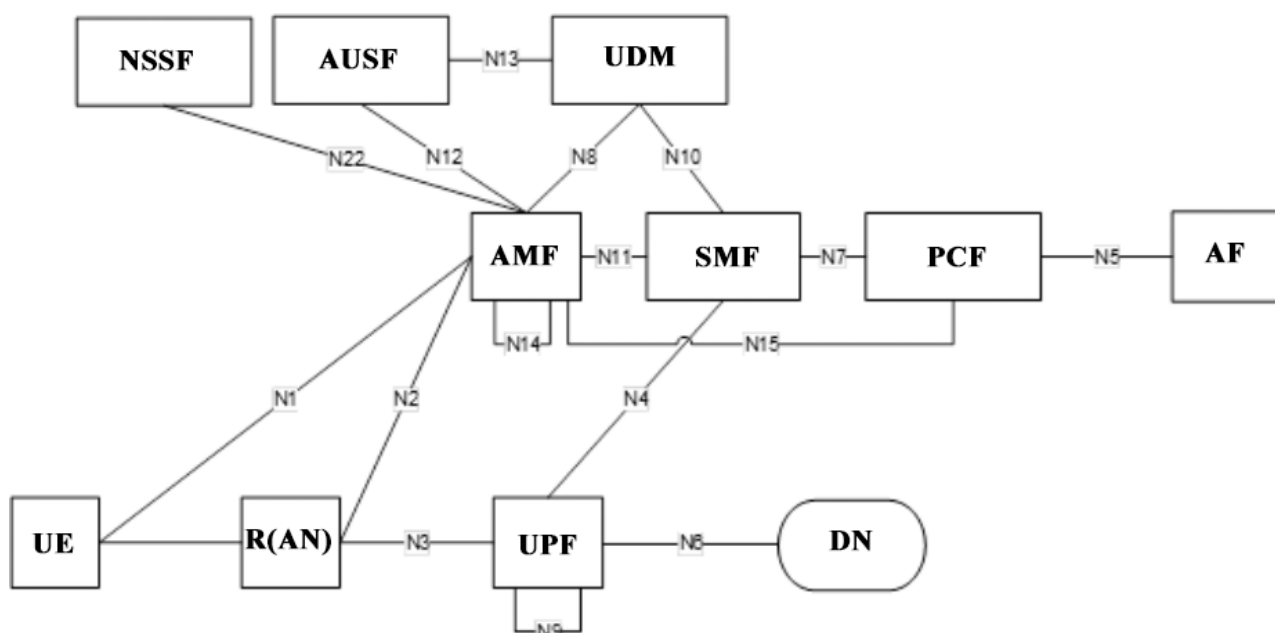 NSSF
AUSF
N13
UDM
N22
N12
N8
N10
AMF
N11
SMF
N7
PCF
N5
AF
N14
N15
N1
N2
N4
UE
R(AN)
N3
UPF
N6
DN
N9